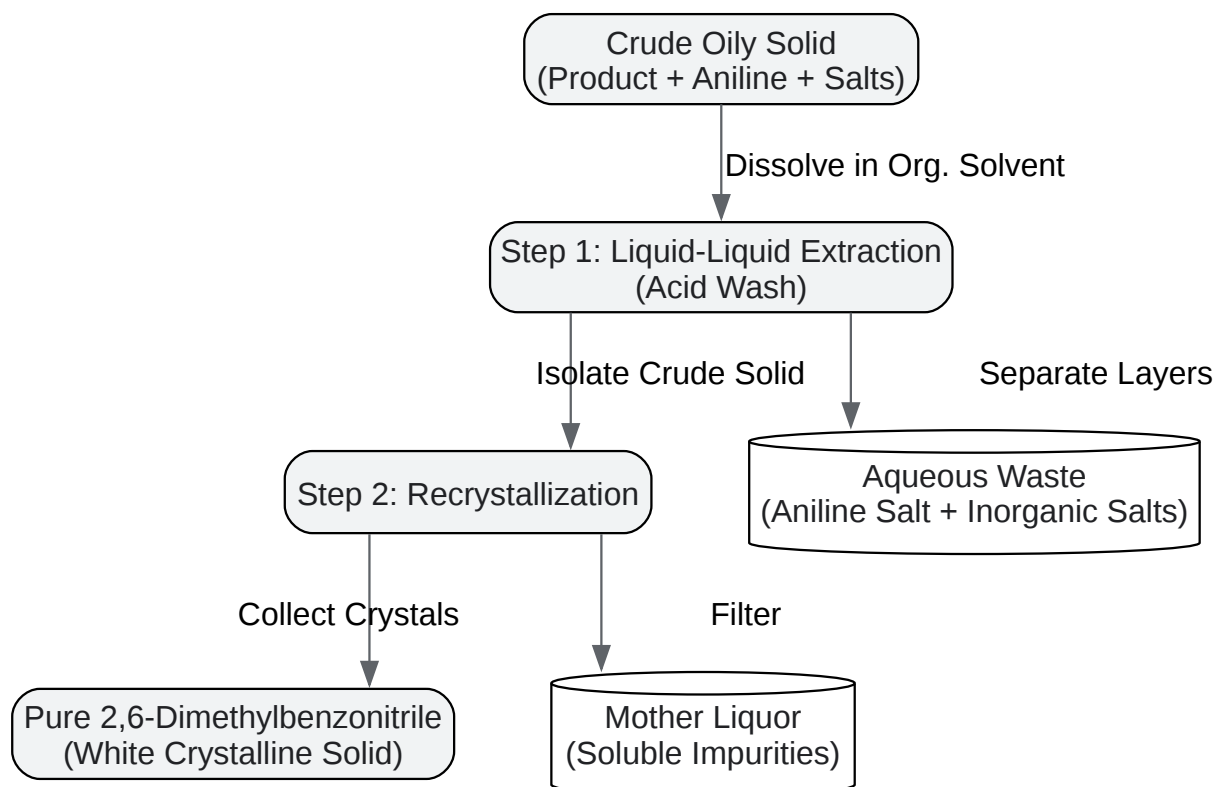 Crude Oily Solid
(Product + Aniline + Salts)
Dissolve in Org. Solvent
Step 1: Liquid-Liquid Extraction
(Acid Wash)
Isolate Crude Solid
Separate Layers
Aqueous Waste
(Aniline Salt + Inorganic Salts)
Step 2: Recrystallization
Collect Crystals
Filter
Pure 2,6-Dimethylbenzonitrile
(White Crystalline Solid)
Mother Liquor
(Soluble Impurities)